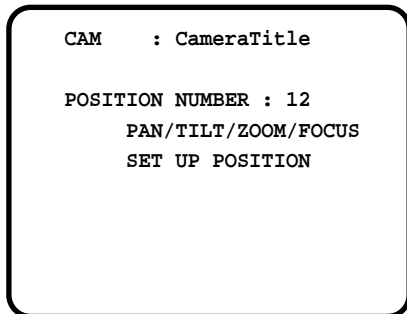 CAM : CameraTitle
POSITION NUMBER : 12
PAN/TILT/ZOOM/FOCUS
SET UP POSITION